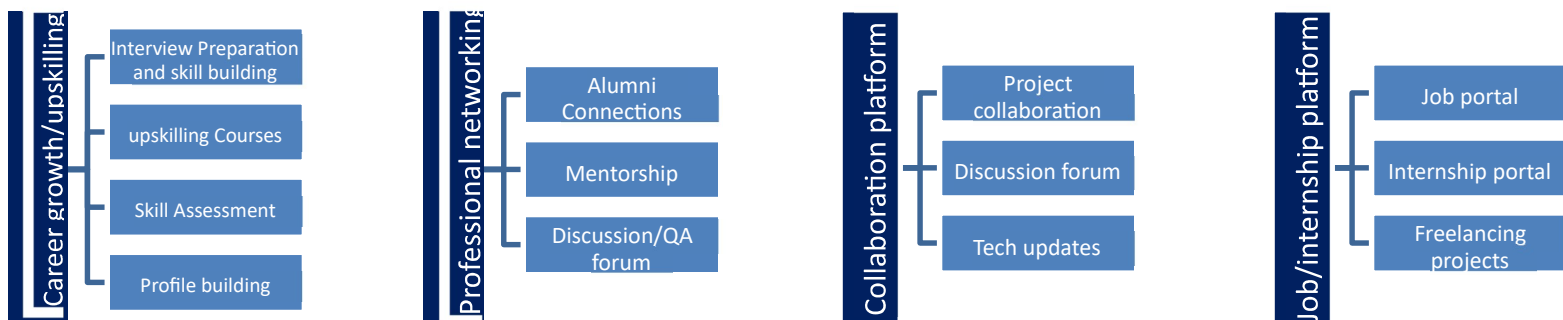 Career growth/upskilling
Interview Preparation
and skill building
upskilling Courses
Skill Assessment
Profile building
Professional networking
Alumni
Connections
Mentorship
Discussion/QA
forum
Collaboration platform
Project
collaboration
Discussion forum
Tech updates
Job/internship platform
Job portal
Internship portal
Freelancing
projects